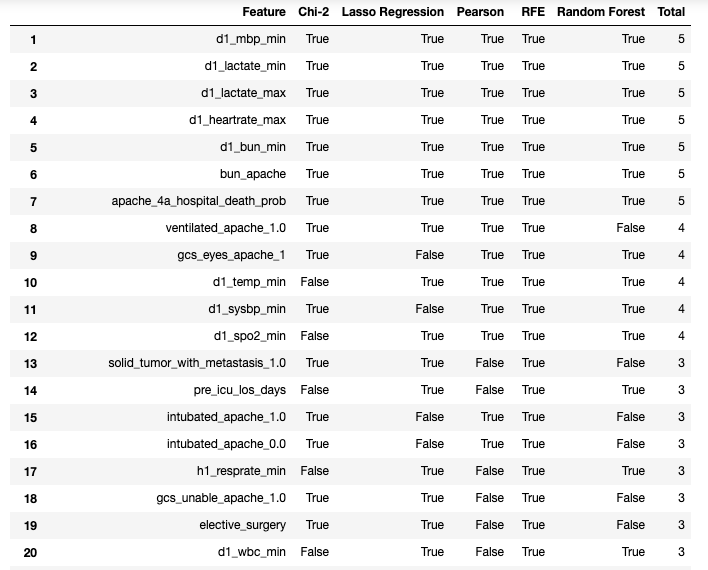 Feature Chi-2 Lasso Regression Pearson RFE Random Forest Total
1 d1_mbp_min True True True True True 5
2 d1_lactate_min True True True True True 5
3 d1_lactate_max True True True True True 5
4 d1_heartrate_max True True True True True 5
5 d1_bun_min True True True True True 5
6 bun_apache True True True True True 5
7 apache_4a_hospital_death_prob True True True True True 5
8 ventilated_apache_1.0 True True True True False 4
9 gcs_eyes_apache_1 True False True True True 4
10 d1_temp_min False True True True True 4
11 d1_sysbp_min True False True True True 4
12 d1_spo2_min False True True True True 4
13 solid_tumor_with_metastasis_1.0 True True False True False 3
14 pre_icu_los_days False True False True True 3
15 intubated_apache_1.0 True False True True False 3
16 intubated_apache_0.0 True False True True False 3
17 h1_resprate_min False True False True True 3
18 gcs_unable_apache_1.0 True True False True False 3
19 elective_surgery True True False True False 3
20 d1_wbc_min False True False True True 3